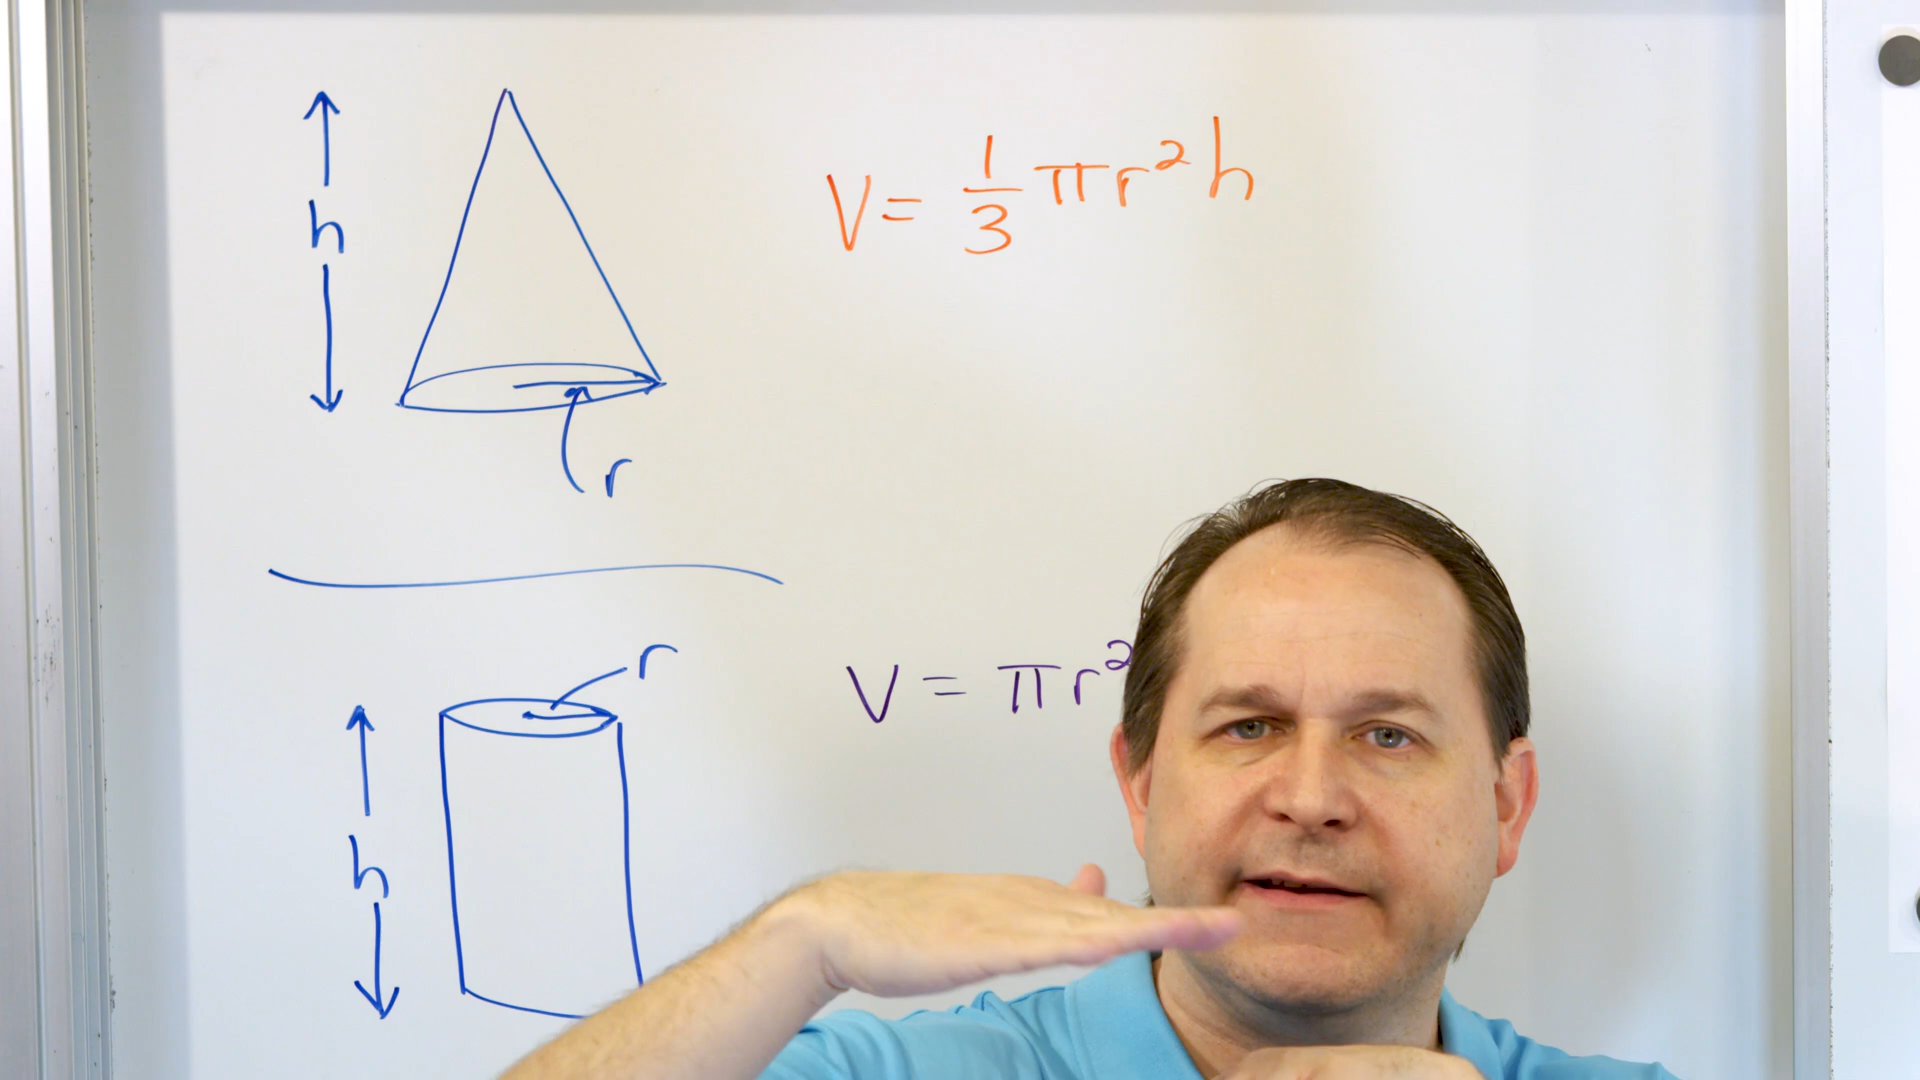 h
V = 1/3 πr²h
r
r
V = πr²
h